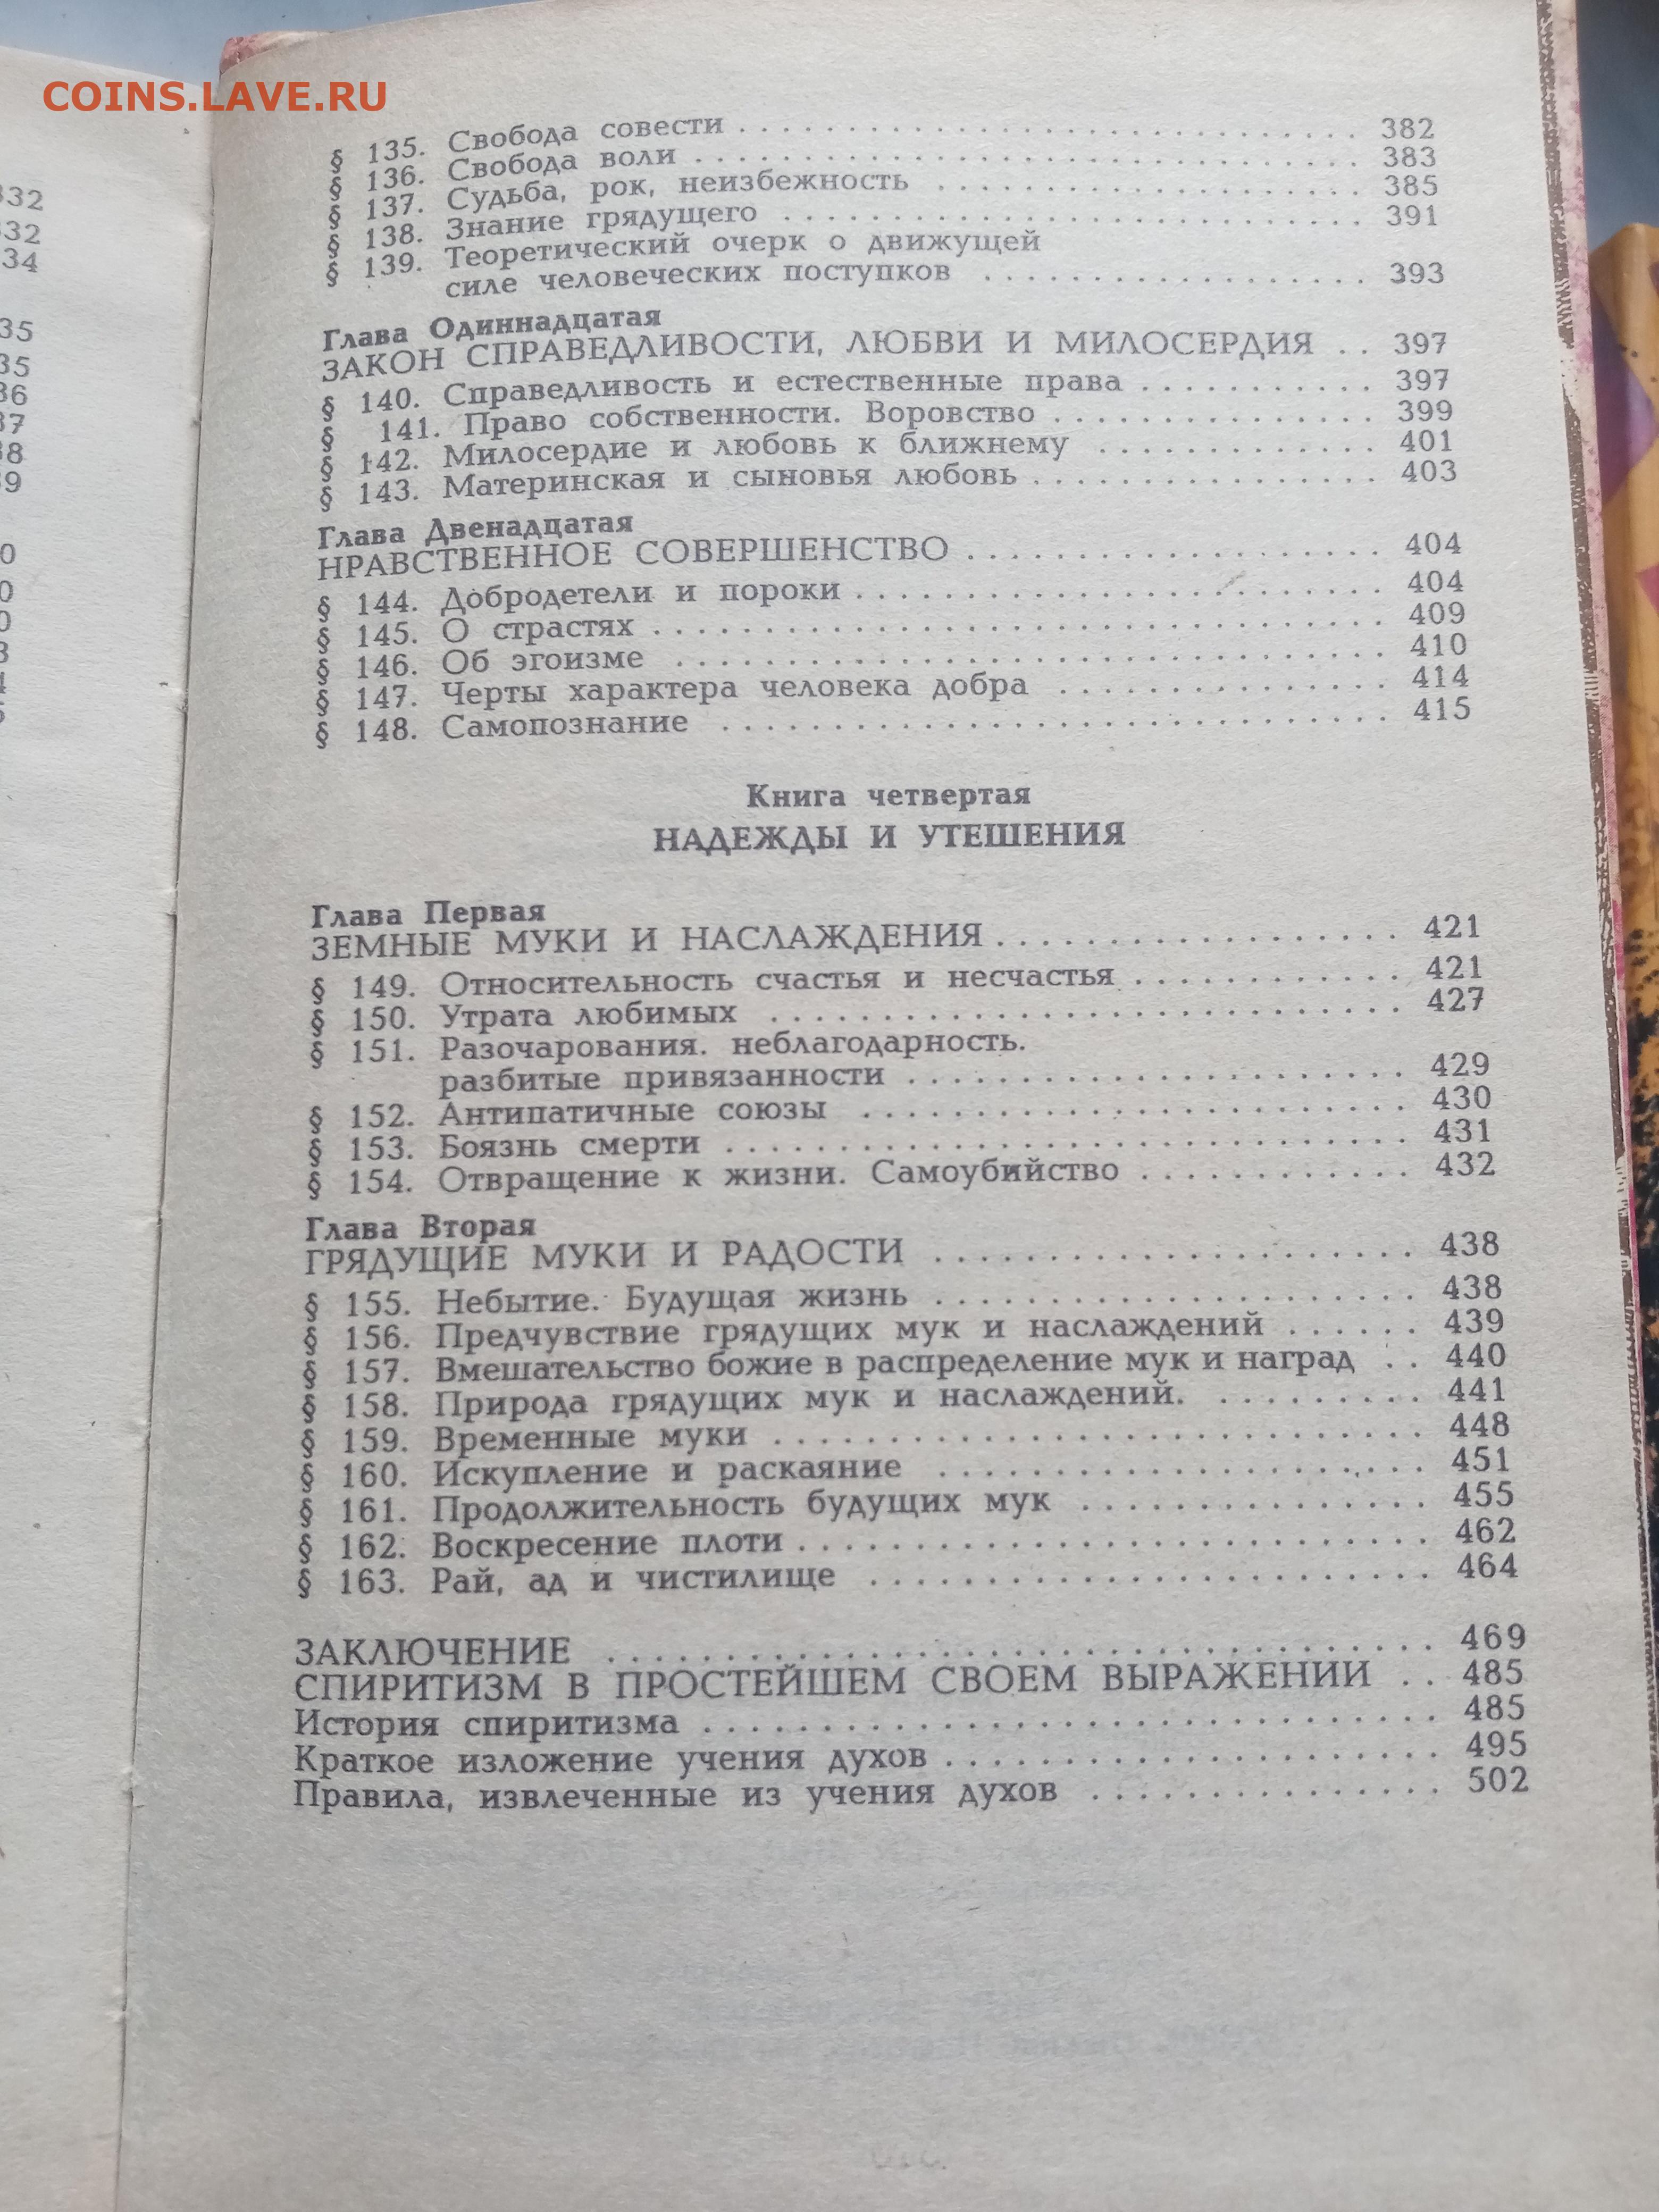 COINS.LAVE.RU
§ 135. Свобода совести 382
§ 136. Свобода воли 383
§ 137. Судьба, рок, неизбежность 385
§ 138. Знание грядущего 391
§ 139. Теоретический очерк о движущей
силе человеческих поступков 393
Глава Одиннадцатая
ЗАКОН СПРАВЕДЛИВОСТИ, ЛЮБВИ И МИЛОСЕРДИЯ . . 397
§ 140. Справедливость и естественные права 397
§ 141. Право собственности. Воровство 399
§ 142. Милосердие и любовь к ближнему 401
§ 143. Материнская и сыновья любовь 403
Глава Двенадцатая
НРАВСТВЕННОЕ СОВЕРШЕНСТВО 404
§ 144. Добродетели и пороки 404
§ 145. О страстях 409
§ 146. Об эгоизме 410
§ 147. Черты характера человека добра 414
§ 148. Самопознание 415
Книга четвертая
НАДЕЖДЫ И УТЕШЕНИЯ
Глава Первая
ЗЕМНЫЕ МУКИ И НАСЛАЖДЕНИЯ 421
§ 149. Относительность счастья и несчастья 421
§ 150. Утрата любимых 427
§ 151. Разочарования. неблагодарность.
разбитые привязанности 429
§ 152. Антипатичные союзы 430
§ 153. Боязнь смерти 431
§ 154. Отвращение к жизни. Самоубийство 432
Глава Вторая
ГРЯДУЩИЕ МУКИ И РАДОСТИ 438
§ 155. Небытие. Будущая жизнь 438
§ 156. Предчувствие грядущих мук и наслаждений 439
§ 157. Вмешательство божие в распределение мук и наград . . 440
§ 158. Природа грядущих мук и наслаждений. 441
§ 159. Временные муки 448
§ 160. Искупление и раскаяние 451
§ 161. Продолжительность будущих мук 455
§ 162. Воскресение плоти 462
§ 163. Рай, ад и чистилище 464
ЗАКЛЮЧЕНИЕ 469
СПИРИТИЗМ В ПРОСТЕЙШЕМ СВОЕМ ВЫРАЖЕНИИ . . 485
История спиритизма 485
Краткое изложение учения духов 495
Правила, извлеченные из учения духов 502